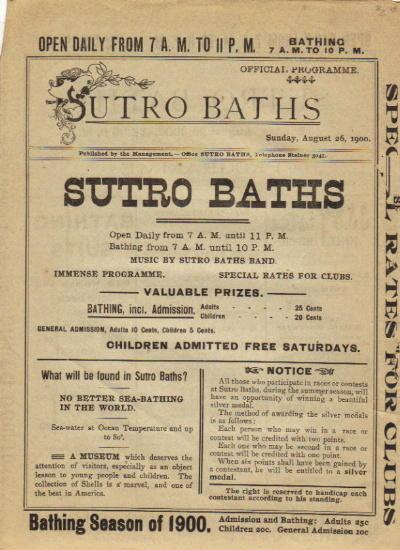 OPEN DAILY FROM 7 A. M. TO 11 P. M. BATHING 7 A. M. TO 10 P. M.
OFFICIAL PROGRAMME.
SUTRO BATHS
Sunday, August 26, 1900.
Published by the Management.—Office SUTRO BATHS, Telephone Steiner
SUTRO BATHS
Open Daily from 7 A. M. until 11 P. M.
Bathing from 7 A. M. until 10 P. M.
MUSIC BY SUTRO BATHS BAND.
IMMENSE PROGRAMME. SPECIAL RATES FOR CLUBS.
VALUABLE PRIZES.
BATHING, incl. Admission, Adults - - - - 25 Cents
Children - - - - 20 Cents
GENERAL ADMISSION, Adults 10 Cents, Children 5 Cents.
CHILDREN ADMITTED FREE SATURDAYS.
What will be found in Sutro Baths?
NO BETTER SEA-BATHING
IN THE WORLD.
Sea-water at Ocean Temperature and up
to 80°.
A MUSEUM which deserves the
attention of visitors, especially as an object
lesson to young people and children. The
collection of Shells is a marvel, and one of
the best in America.
NOTICE
All those who participate in races or contests
at Sutro Baths, during the summer season, will
have an opportunity of winning a beautiful
silver medal.
The method of awarding the silver medals
is as follows:
Each person who may win in a race or
contest will be credited with two points.
Each one who may be second in a race or
contest will be credited with one point.
When six points shall have been gained by
a contestant, he will be entitled to a silver
medal.
The right is reserved to handicap each
contestant according to his standing.
Bathing Season of 1900. Admission and Bathing: Adults 25c
Children 20c. General Admission 10c
RATES FOR CLUBS